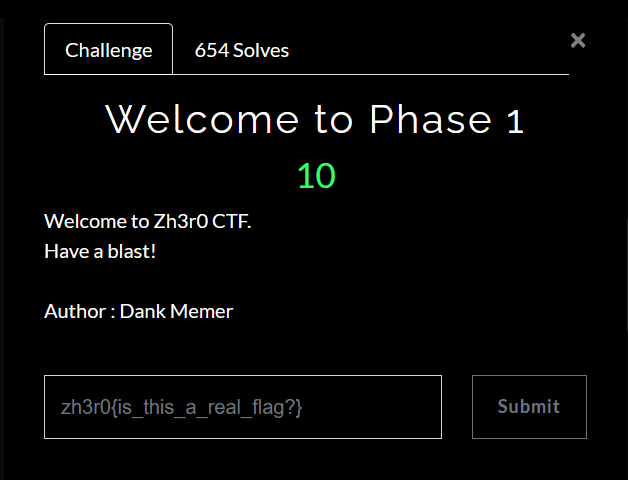 Challenge
654 Solves
×
Welcome to Phase 1
10
Welcome to Zh3r0 CTF.
Have a blast!
Author : Dank Memer
zh3r0{is_this_a_real_flag?}
Submit